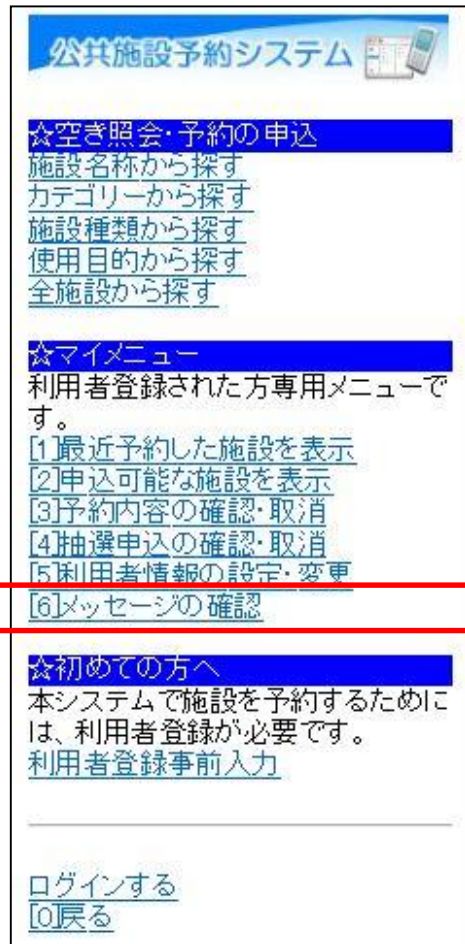 公共施設予約システム
☆空き照会・予約の申込
施設名称から探す
カテゴリーから探す
施設種類から探す
使用目的から探す
全施設から探す
☆マイメニュー
利用者登録された方専用メニューで
す。
[1]最近予約した施設を表示
[2]申込可能な施設を表示
[3]予約内容の確認・取消
[4]抽選申込の確認・取消
[5]利用者情報の設定・変更
[6]メッセージの確認
☆初めての方へ
本システムで施設を予約するために
は、利用者登録が必要です。
利用者登録事前入力
ログインする
[0]戻る